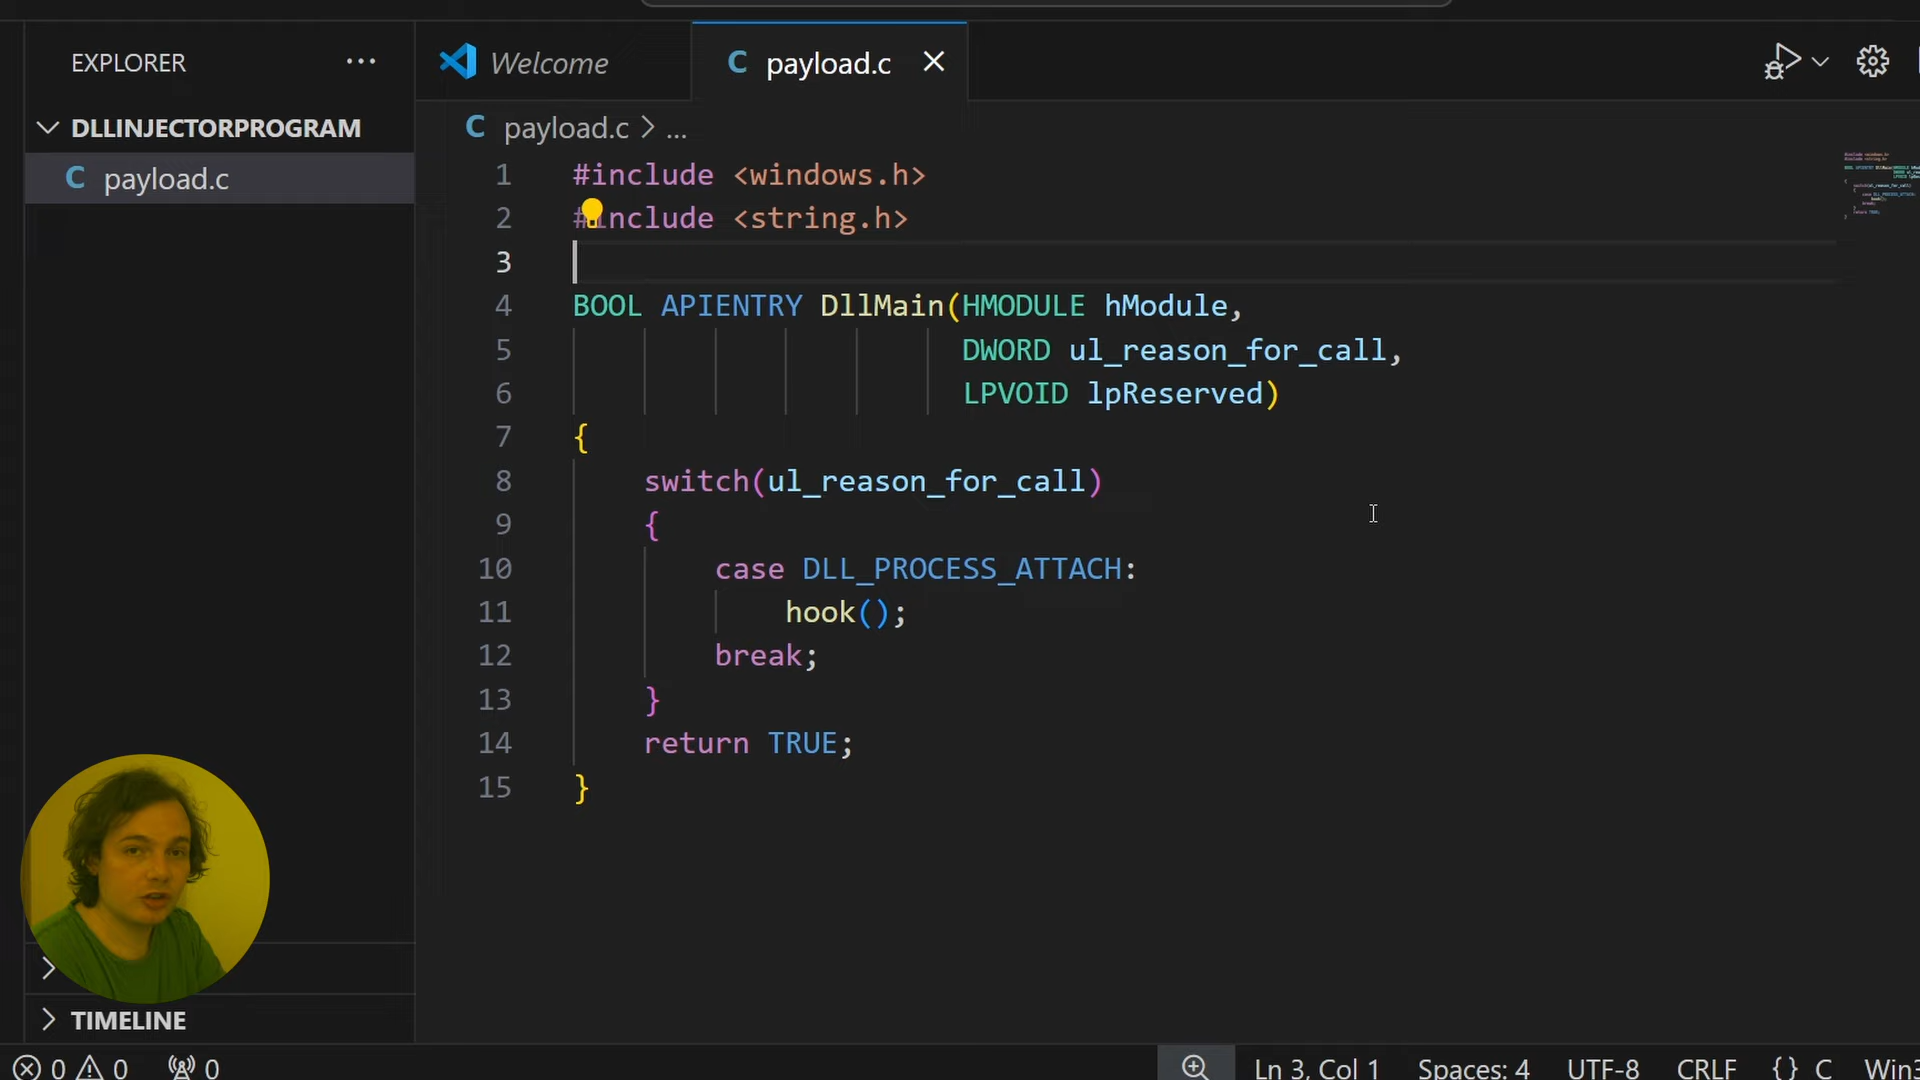 EXPLORER
DLLINJECTORPROGRAM
payload.c
TIMELINE
Welcome
payload.c
payload.c > ...
1 #include <windows.h>
2 #include <string.h>
3
4 BOOL APIENTRY DllMain(HMODULE hModule,
5 DWORD ul_reason_for_call,
6 LPVOID lpReserved)
7 {
8 switch(ul_reason_for_call)
9 {
10 case DLL_PROCESS_ATTACH:
11 hook();
12 break;
13 }
14 return TRUE;
15 }
0 0 0 Ln 3, Col 1 Spaces: 4 UTF-8 CRLF {} C